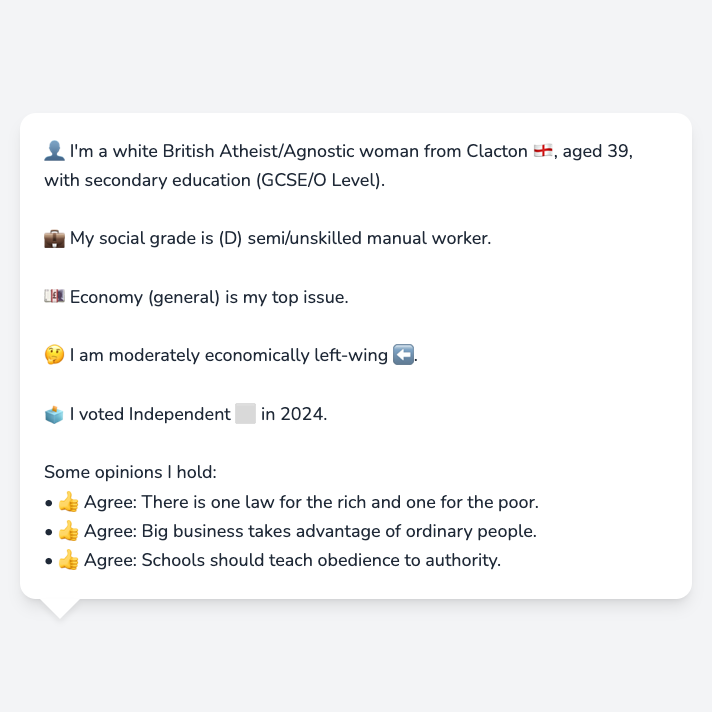 👤 I'm a white British Atheist/Agnostic woman from Clacton 🏴󠁧󠁢󠁥󠁮󠁧󠁿, aged 39,
with secondary education (GCSE/O Level).
💼 My social grade is (D) semi/unskilled manual worker.
💷 Economy (general) is my top issue.
🤔 I am moderately economically left-wing ⬅️.
🗳️ I voted Independent ⬜ in 2024.
Some opinions I hold:
• 👍 Agree: There is one law for the rich and one for the poor.
• 👍 Agree: Big business takes advantage of ordinary people.
• 👍 Agree: Schools should teach obedience to authority.